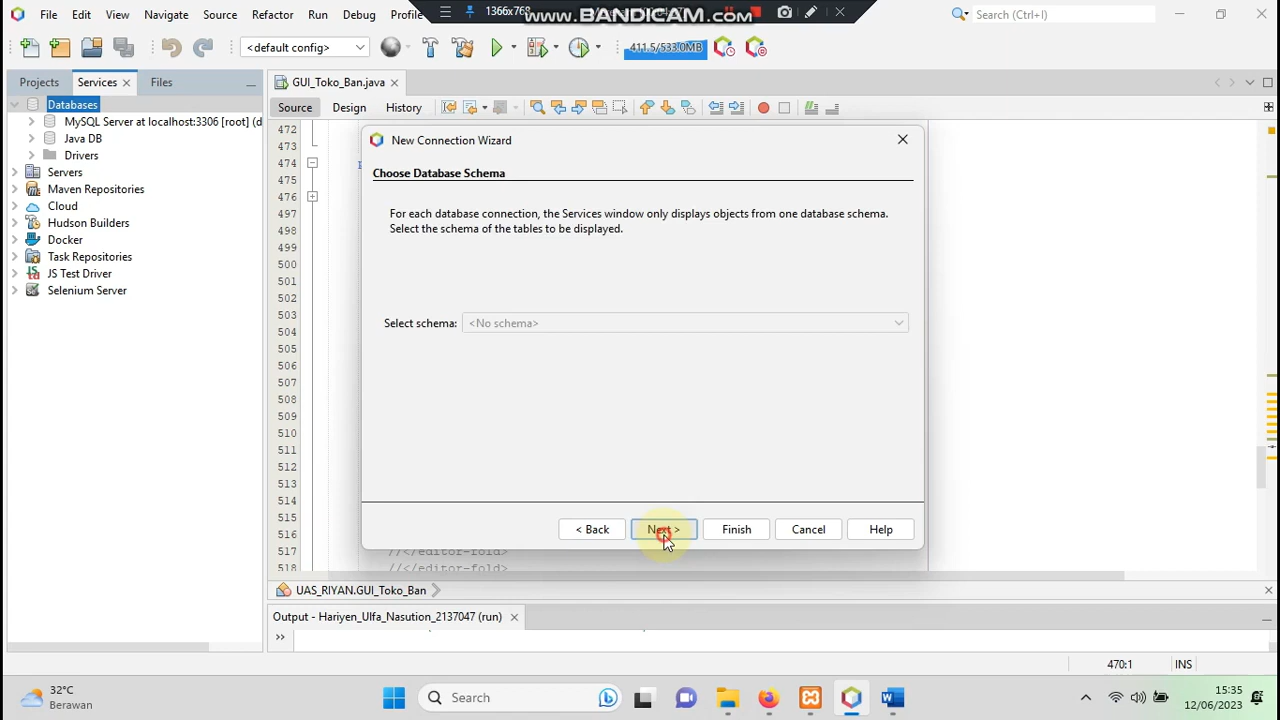 File Edit View Navigate Source Refactor Run Debug Profile
1366x768
www.BANDICAM.com
Search (Ctrl+I)
<default config>
411.5/533.0MB
Projects Services Files
GUI_Toko_Ban.java
Source Design History
Databases
MySQL Server at localhost:3306 [root] (d
Java DB
Drivers
Services
Maven Repositories
Cloud
Hudson Builders
Docker
Task Repositories
JS Test Driver
Selenium Server
472
473
474
475
476
497
498
499
500
501
502
503
504
505
506
507
508
509
510
511
512
513
514
515
516
517
518
New Connection Wizard
Choose Database Schema
For each database connection, the Services window only displays objects from one database schema.
Select the schema of the tables to be displayed.
Select schema: <No schema>
< Back Next > Finish Cancel Help
//</editor-fold>
//</editor-fold>
UAS_RIYAN.GUI_Toko_Ban
Output - Hariyen_Ulfa_Nasution_2137047 (run)
>>
470:1 INS
32°C
Berawan
Search
15:35
12/06/2023